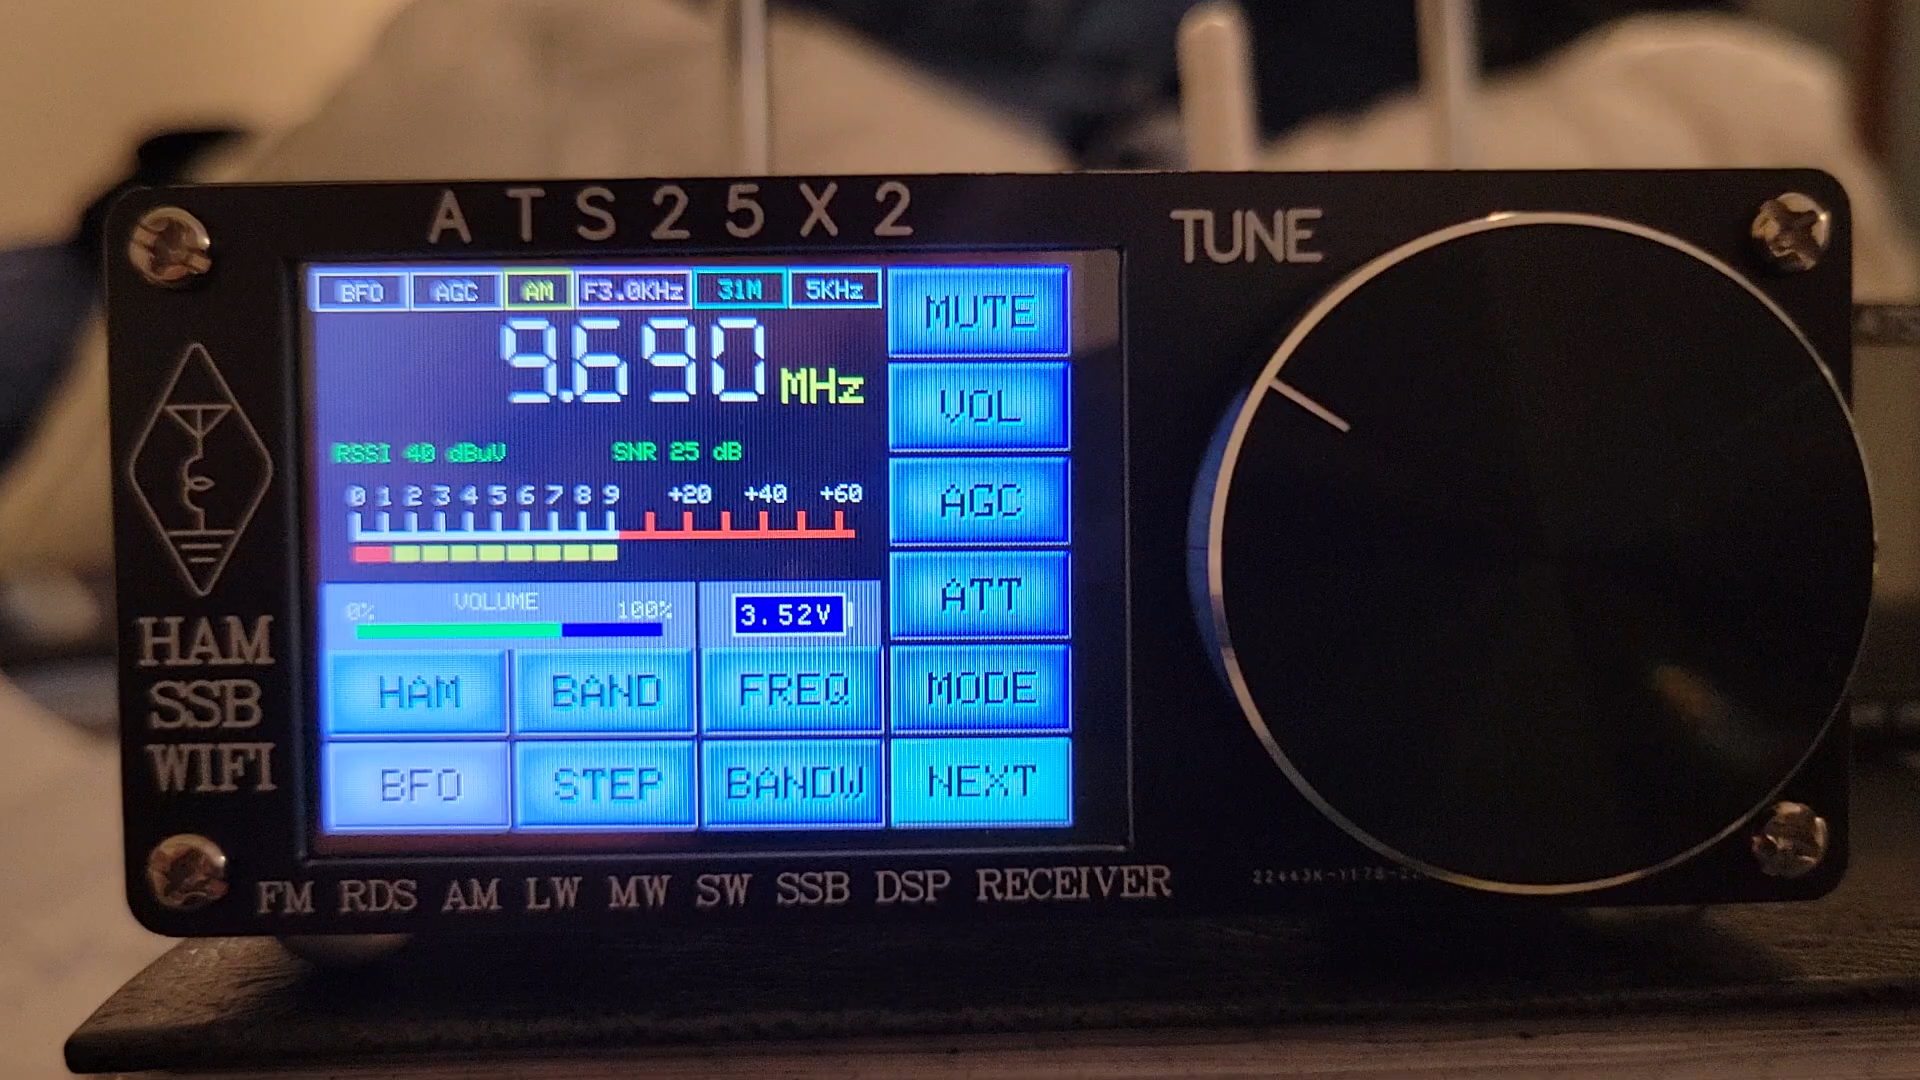 ATS25X2
TUNE
BFO AGC AM F3.0KHz 31M 5KHz
MUTE
9.690 MHz
VOL
RSSI 40 dBuV SNR 25 dB
AGC
0 1 2 3 4 5 6 7 8 9 +20 +40 +60
ATT
0% VOLUME 100%
3.52V
HAM BAND FREQ MODE
BFO STEP BANDW NEXT
HAM
SSB
WIFI
FM RDS AM LW MW SW SSB DSP RECEIVER